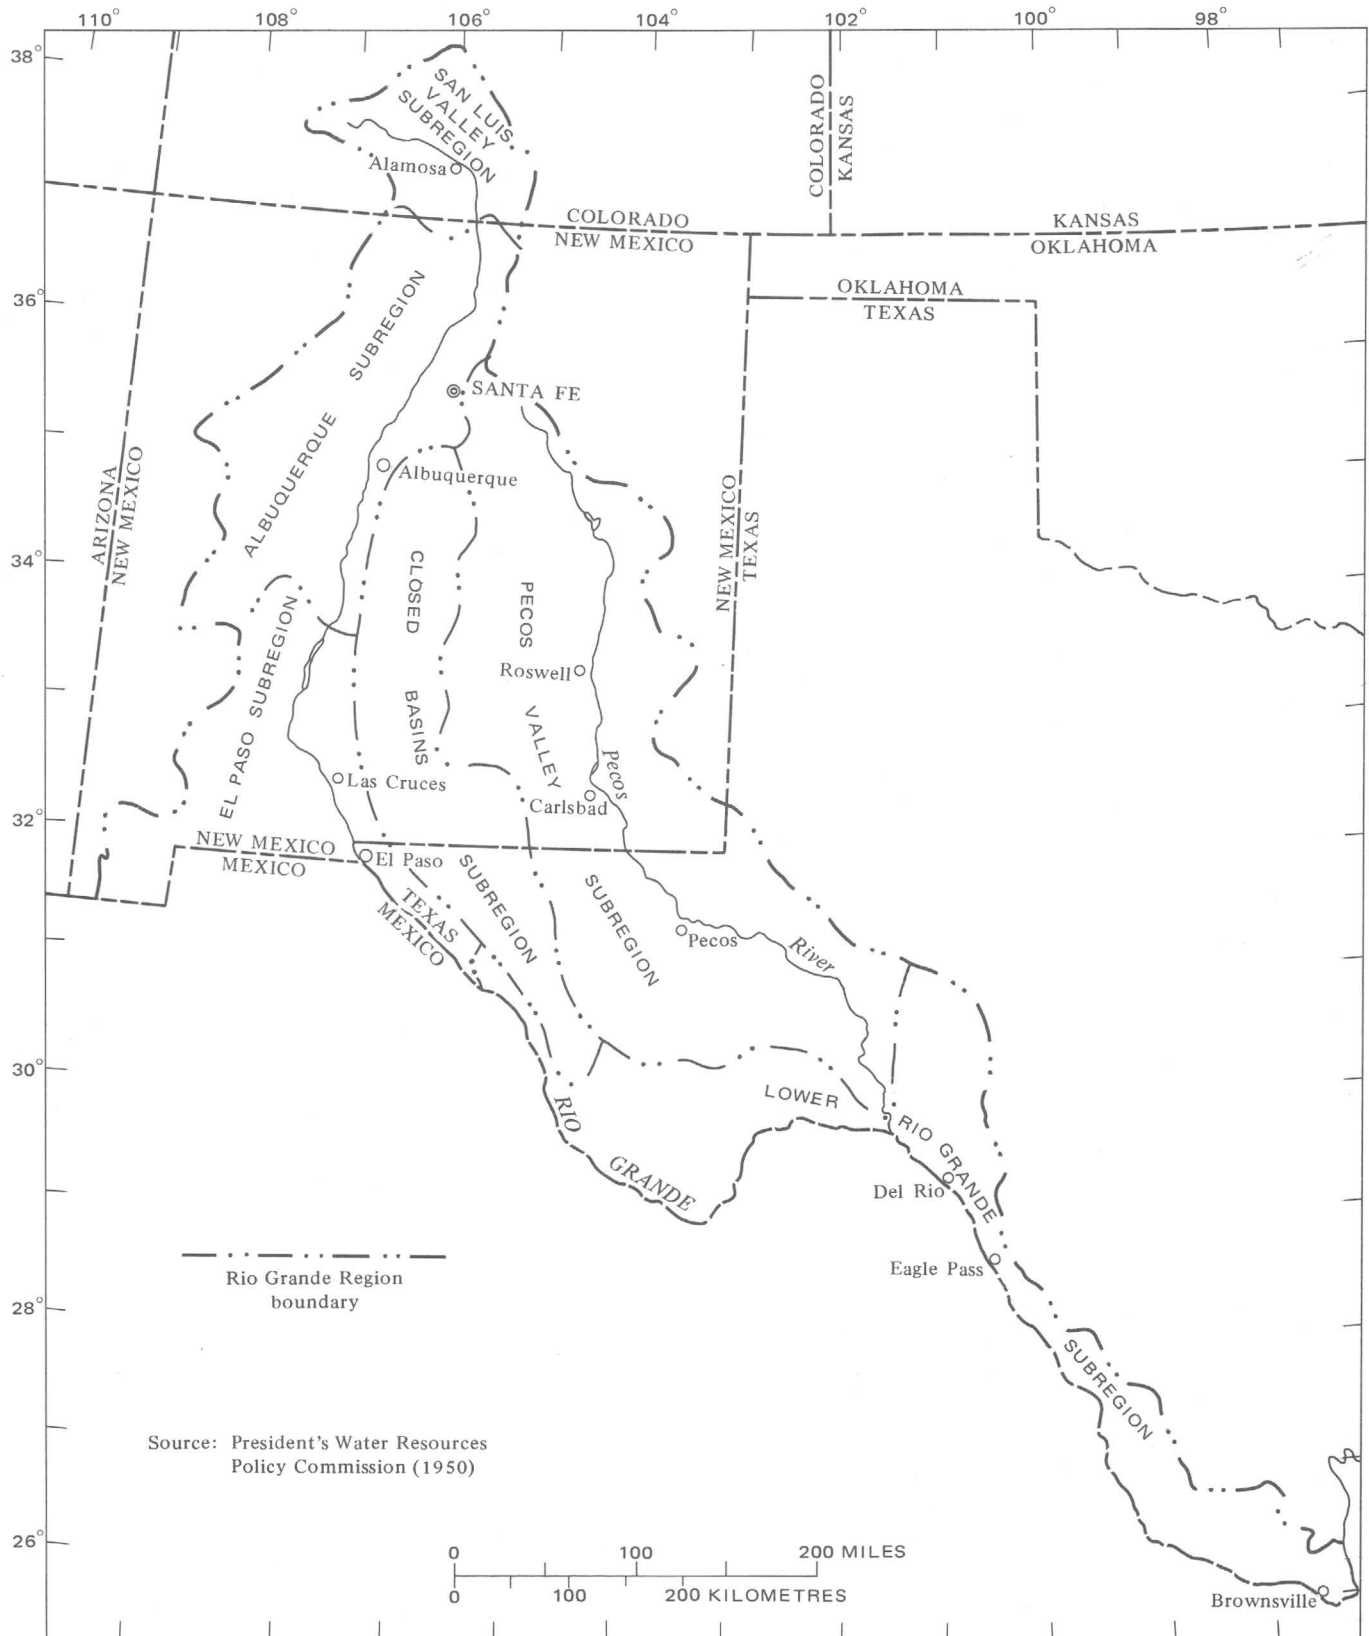 110° 108° 106° 104° 102° 100° 98°
38°
36°
34°
32°
30°
28°
26°
SAN LUIS
VALLEY
SUBREGION
Alamosa
COLORADO
KANSAS
COLORADO
NEW MEXICO
KANSAS
OKLAHOMA
OKLAHOMA
TEXAS
ALBUQUERQUE SUBREGION
SANTA FE
Albuquerque
ARIZONA
NEW MEXICO
NEW MEXICO
TEXAS
CLOSED BASINS SUBREGION
PECOS VALLEY SUBREGION
EL PASO SUBREGION
Roswell
Pecos River
Las Cruces
Carlsbad
NEW MEXICO
MEXICO
El Paso
TEXAS
MEXICO
Pecos
LOWER RIO GRANDE SUBREGION
RIO GRANDE
Del Rio
Eagle Pass
Rio Grande Region
boundary
Source: President's Water Resources
Policy Commission (1950)
0 100 200 MILES
0 100 200 KILOMETRES
Brownsville